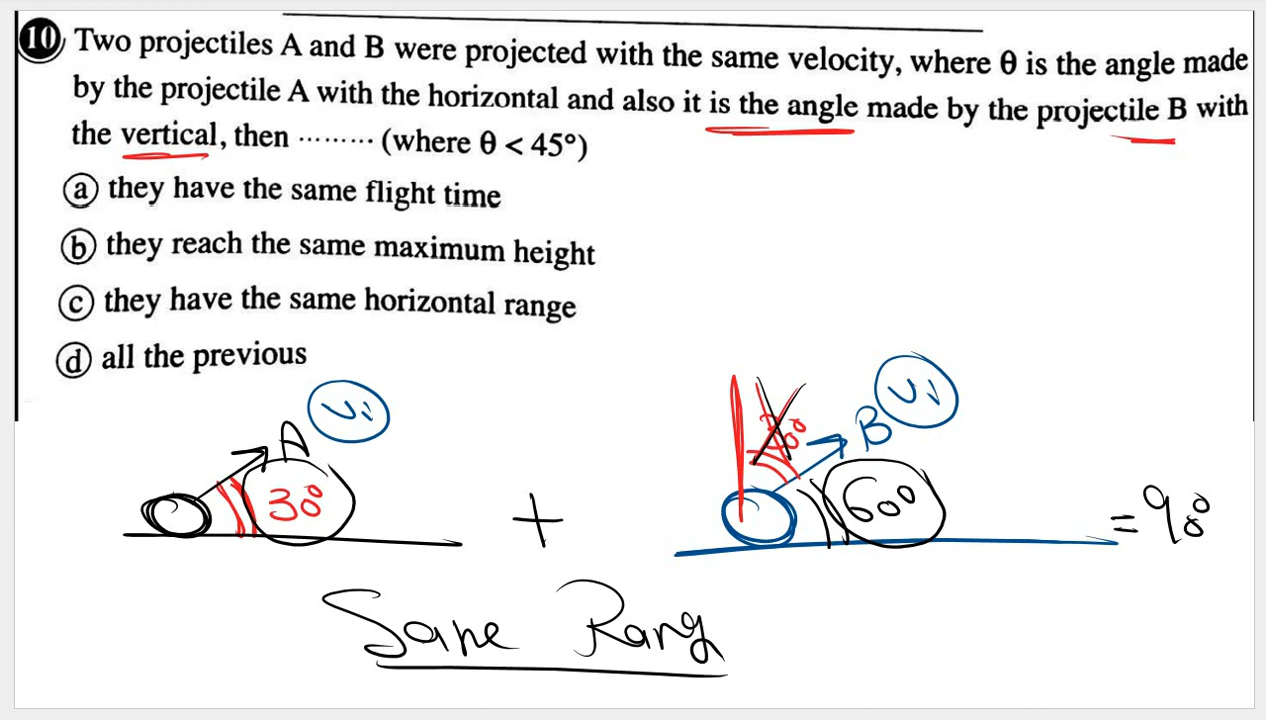 10 Two projectiles A and B were projected with the same velocity, where θ is the angle made
by the projectile A with the horizontal and also it is the angle made by the projectile B with
the vertical, then ········· (where θ < 45°)
ⓐ they have the same flight time
ⓑ they reach the same maximum height
ⓒ they have the same horizontal range
ⓓ all the previous
A Vi
B Vi
30° + 60° = 90°
Same Rang